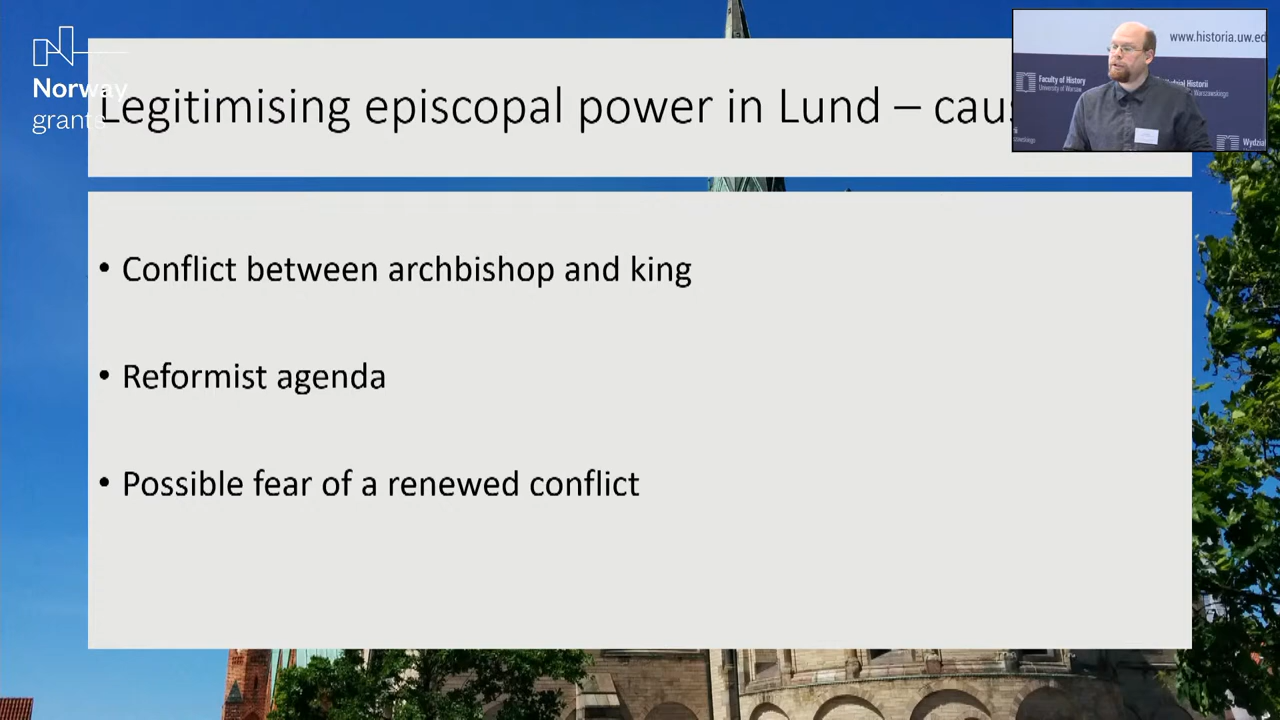 Norway
grants
Legitimising episcopal power in Lund –
• Conflict between archbishop and king
• Reformist agenda
• Possible fear of a renewed conflict
www.historia.uw.ed
Faculty of History
University of Warsaw